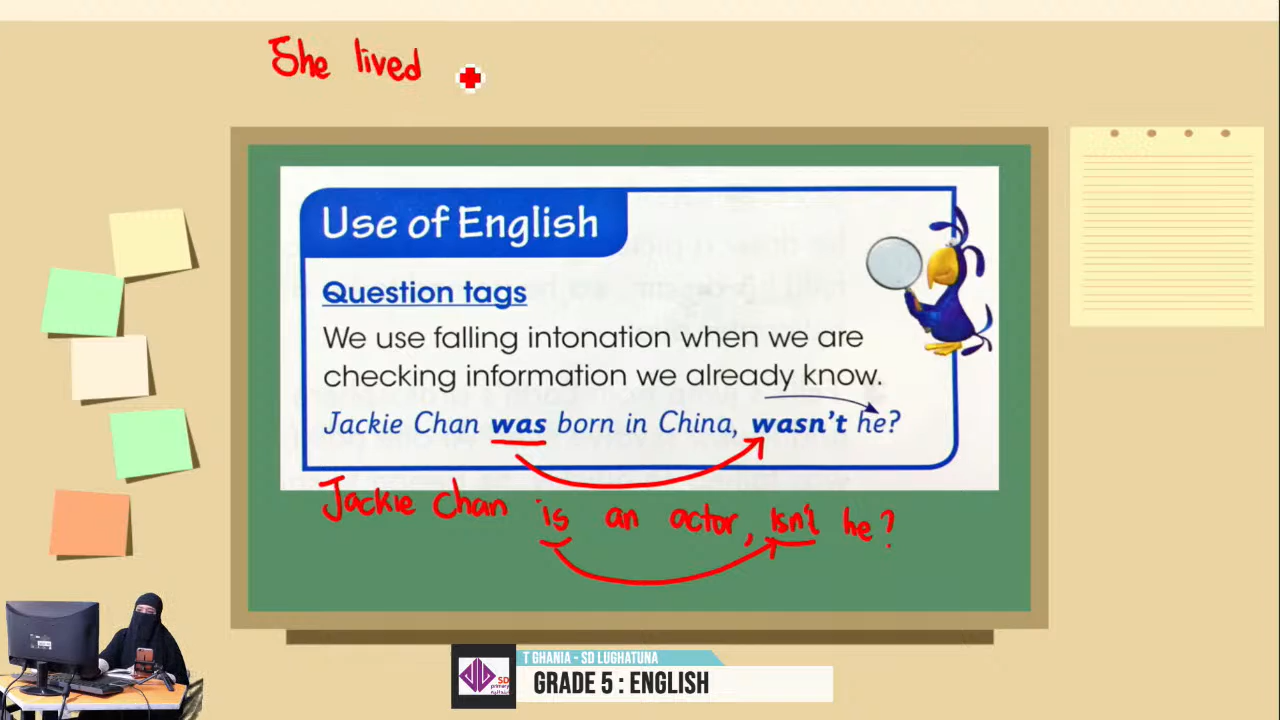 She lived
Use of English
Question tags
We use falling intonation when we are
checking information we already know.
Jackie Chan was born in China, wasn't he?
Jackie Chan is an actor, isn't he?
T GHANIA - SD LUGHATUNA
GRADE 5 : ENGLISH
SD
primary